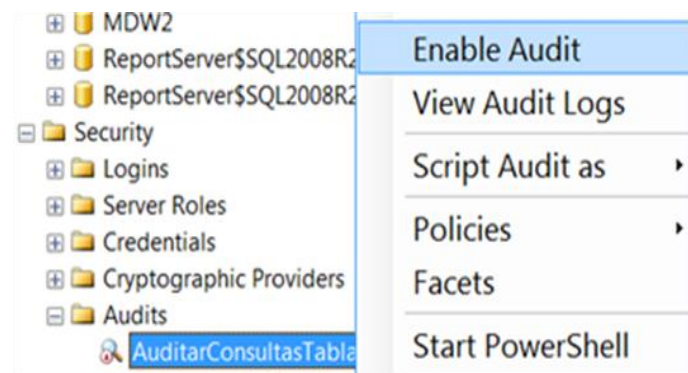 MDW2
ReportServer$SQL2008R2
ReportServer$SQL2008R2
Security
Logins
Server Roles
Credentials
Cryptographic Providers
Audits
AuditarConsultasTabla
Enable Audit
View Audit Logs
Script Audit as
Policies
Facets
Start PowerShell